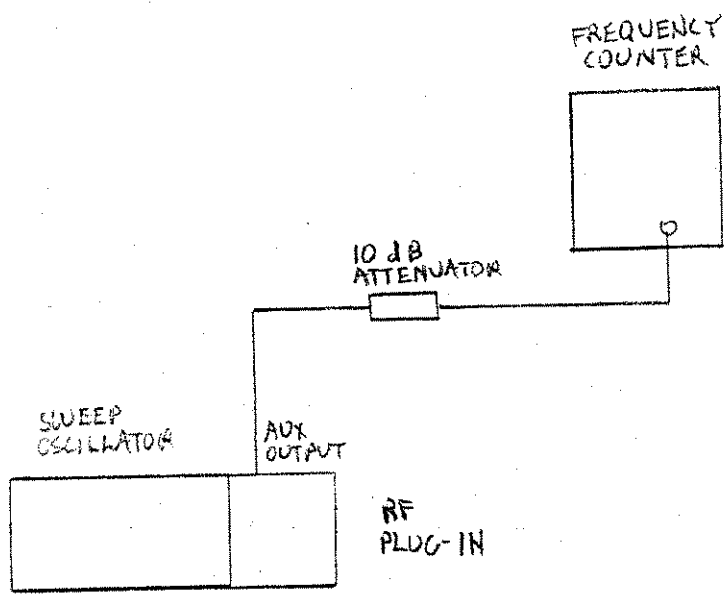 FREQUENCY
COUNTER
10 dB
ATTENUATOR
SWEEP
OSCILLATOR
AUX
OUTPUT
RF
PLUG-IN